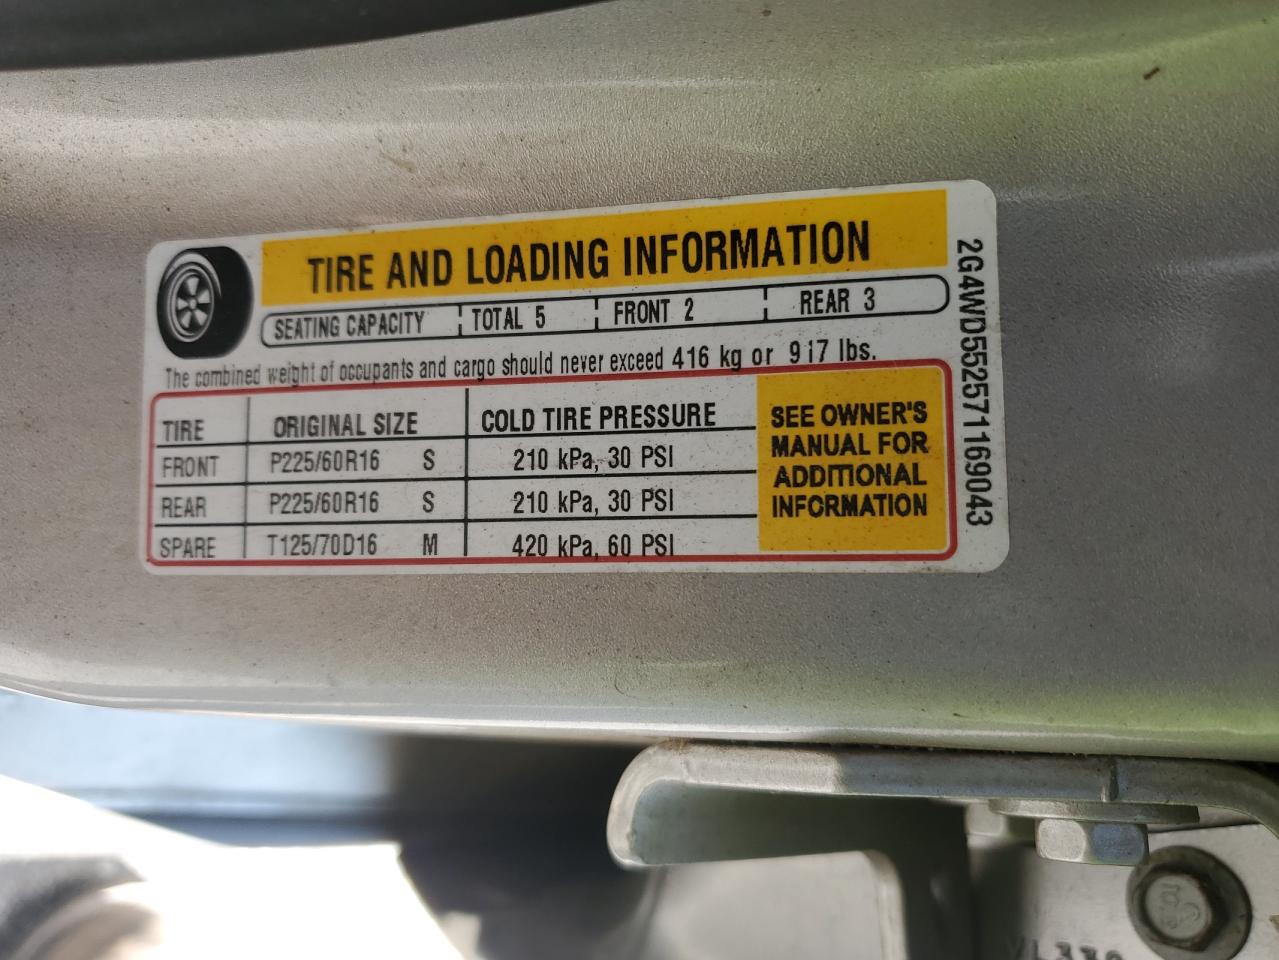 TIRE AND LOADING INFORMATION
SEATING CAPACITY TOTAL 5 FRONT 2 REAR 3
The combined weight of occupants and cargo should never exceed 416 kg or 917 lbs.
TIRE ORIGINAL SIZE COLD TIRE PRESSURE
FRONT P225/60R16 S 210 kPa, 30 PSI
REAR P225/60R16 S 210 kPa, 30 PSI
SPARE T125/70D16 M 420 kPa, 60 PSI
SEE OWNER'S
MANUAL FOR
ADDITIONAL
INFORMATION
2G4WD552571169043